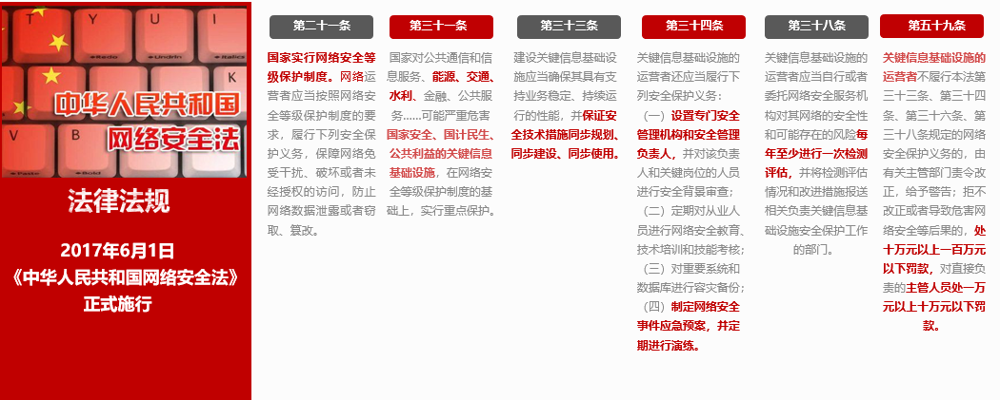 T Y U I
Redo Undrln Italics
K
中华人民共和国
网络安全法
V B
Paste Bold
法律法规
2017年6月1日
《中华人民共和国网络安全法》
正式施行
第二十一条
国家实行网络安全等
级保护制度。网络运
营者应当按照网络安
全等级保护制度的要
求，履行下列安全保
护义务，保障网络免
受干扰、破坏或者未
经授权的访问，防止
网络数据泄露或者窃
取、篡改。
第三十一条
国家对公共通信和信
息服务、能源、交通、
水利、金融、公共服
务......可能严重危害
国家安全、国计民生、
公共利益的关键信息
基础设施，在网络安
全等级保护制度的基
础上，实行重点保护。
第三十三条
建设关键信息基础设
施应当确保其具有支
持业务稳定、持续运
行的性能，并保证安
全技术措施同步规划、
同步建设、同步使用。
第三十四条
关键信息基础设施的
运营者还应当履行下
列安全保护义务：
（一）设置专门安全
管理机构和安全管理
负责人，并对该负责
人和关键岗位的人员
进行安全背景审查；
（二）定期对从业人
员进行网络安全教育、
技术培训和技能考核；
（三）对重要系统和
数据库进行容灾备份；
（四）制定网络安全
事件应急预案，并定
期进行演练。
第三十八条
关键信息基础设施的
运营者应当自行或者
委托网络安全服务机
构对其网络的安全性
和可能存在的风险每
年至少进行一次检测
评估，并将检测评估
情况和改进措施报送
相关负责关键信息基
础设施安全保护工作
的部门。
第五十九条
关键信息基础设施的
运营者不履行本法第
三十三条、第三十四
条、第三十六条、第
三十八条规定的网络
安全保护义务的，由
有关主管部门责令改
正，给予警告；拒不
改正或者导致危害网
络安全等后果的，处
十万元以上一百万元
以下罚款，对直接负
责的主管人员处一万
元以上十万元以下罚
款。